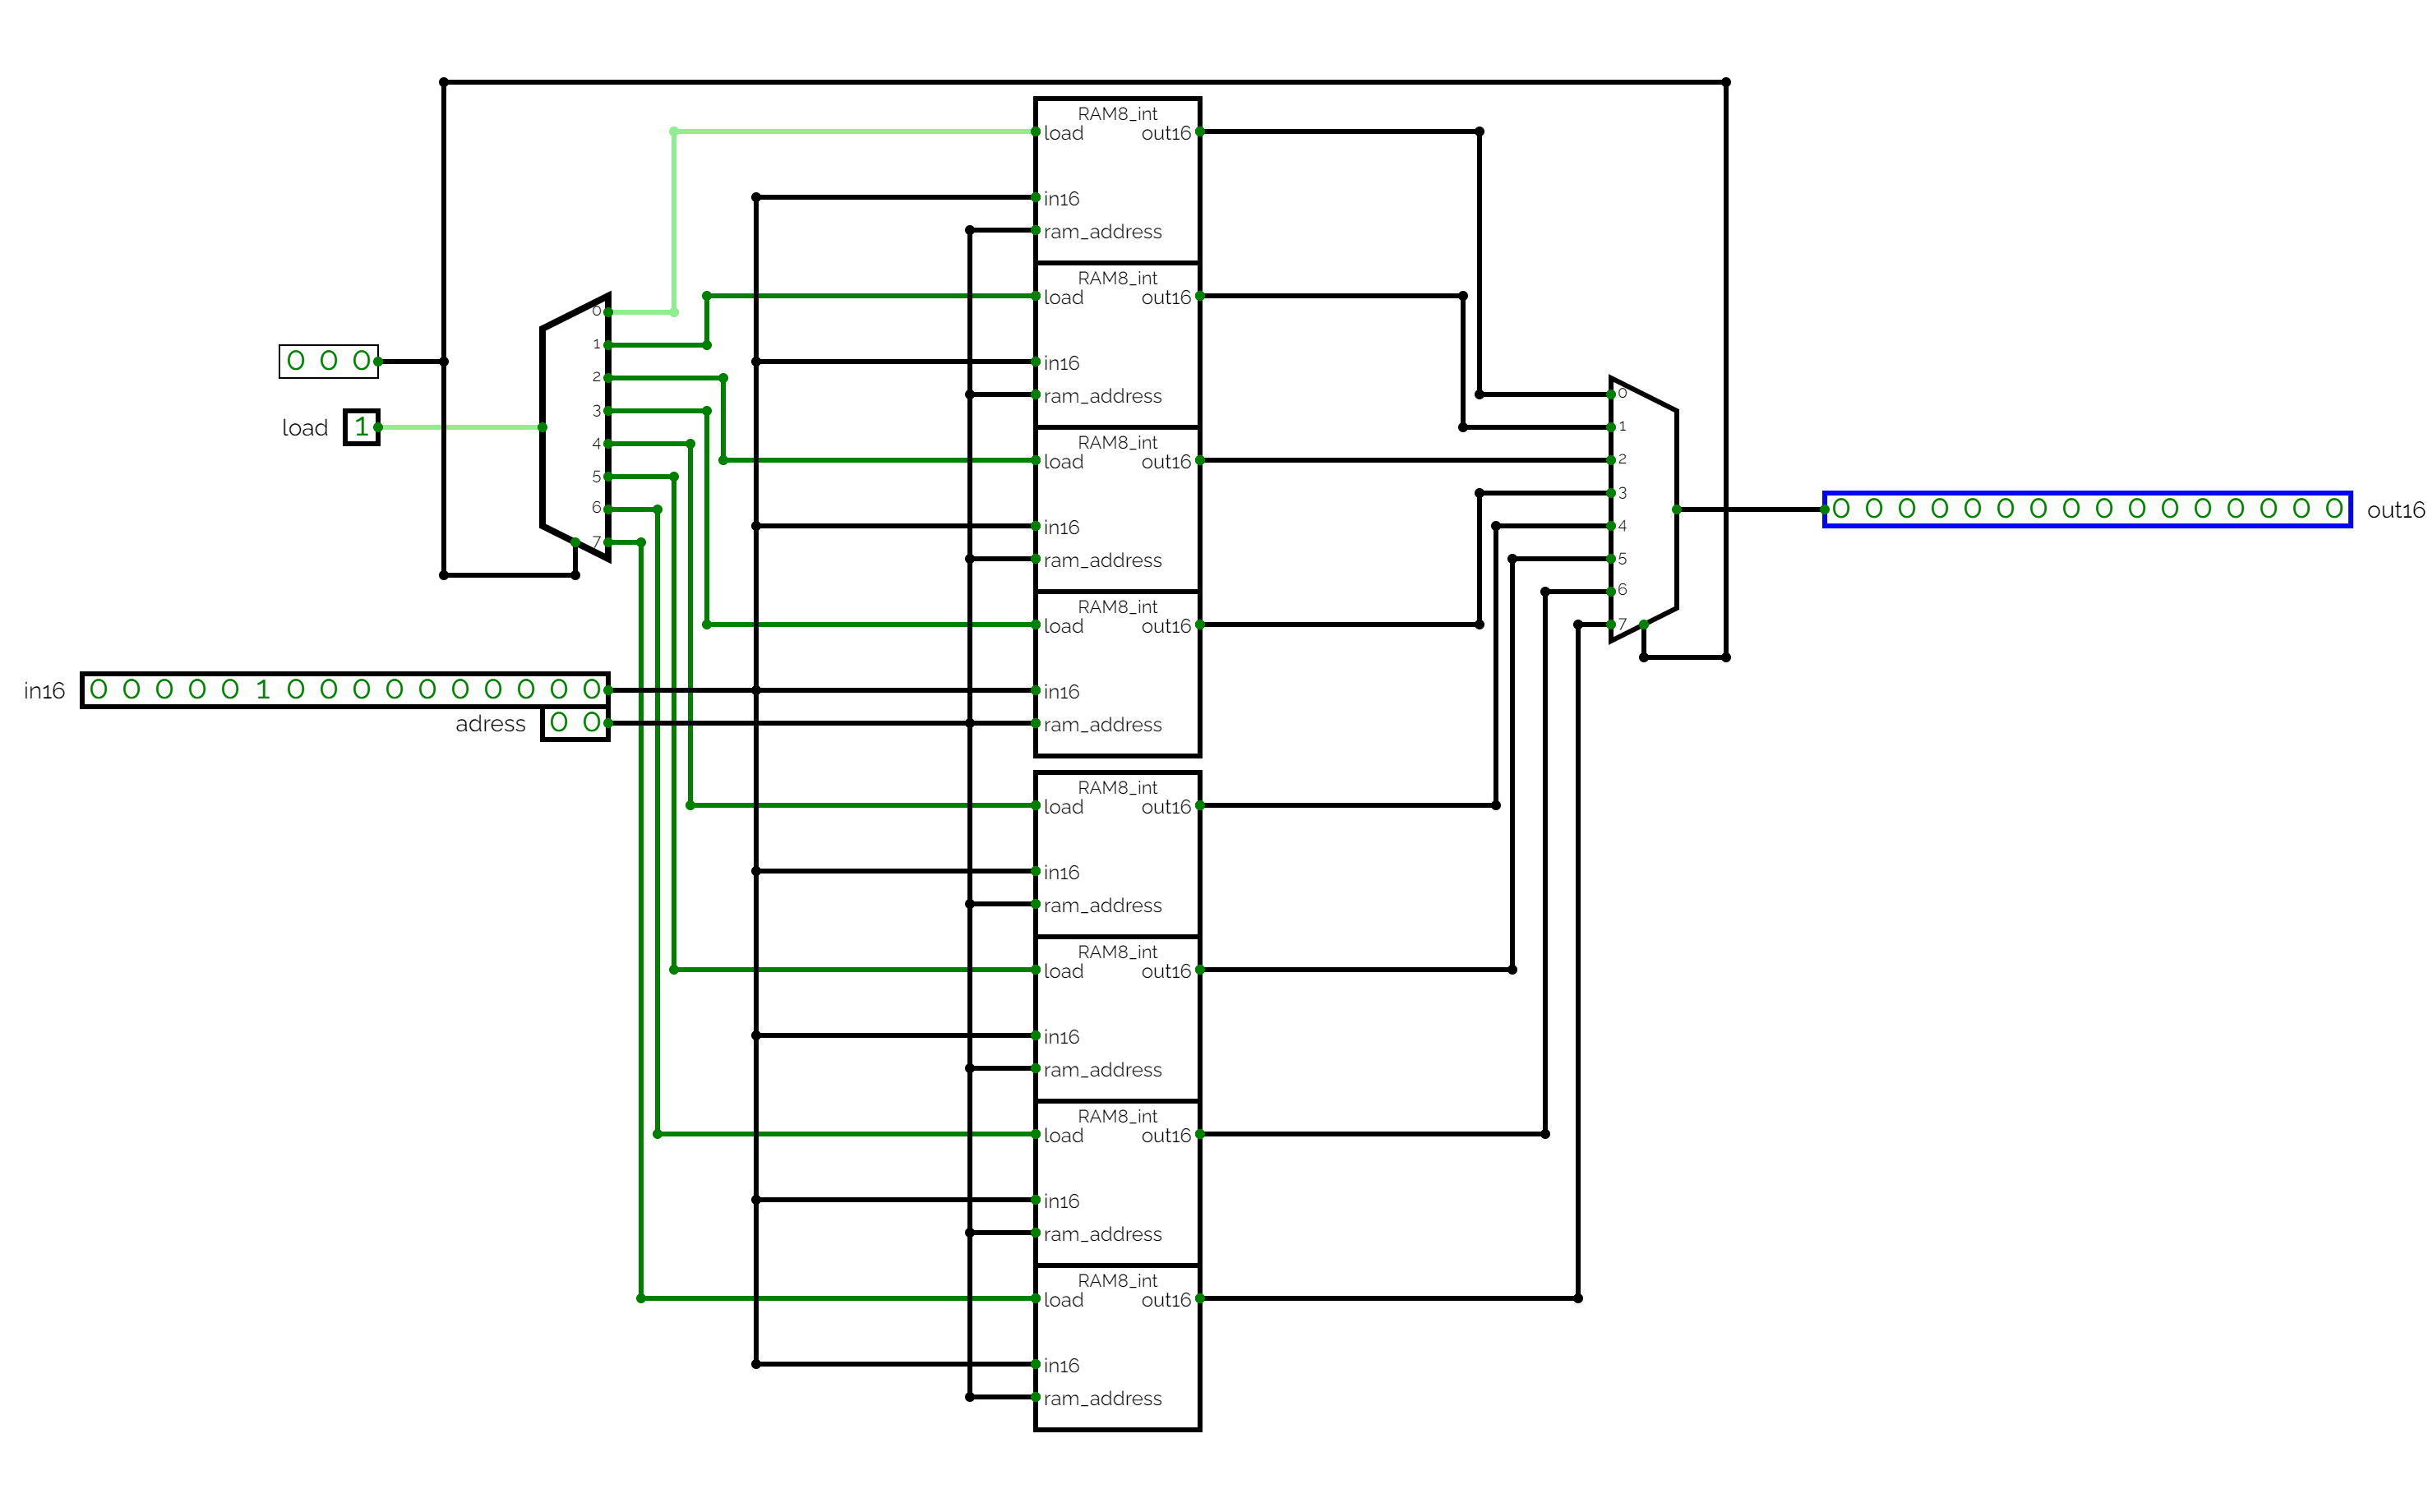 RAM8_int
load out16
in16
ram_address
RAM8_int
load out16
in16
ram_address
RAM8_int
load out16
in16
ram_address
RAM8_int
load out16
in16
ram_address
RAM8_int
load out16
in16
ram_address
RAM8_int
load out16
in16
ram_address
RAM8_int
load out16
in16
ram_address
RAM8_int
load out16
in16
ram_address
0 0 0
load 1
0
1
2
3
4
5
6
7
in16 0 0 0 0 0 1 0 0 0 0 0 0 0 0 0 0
adress 0 0
0
1
2
3
4
5
6
7
0 0 0 0 0 0 0 0 0 0 0 0 0 0 0 0 out16